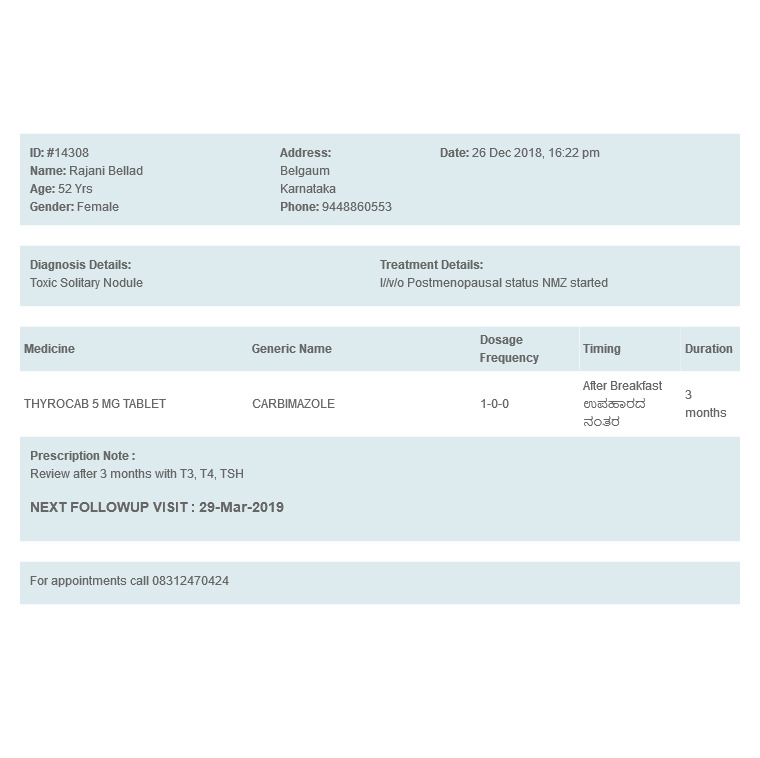 ID: #14308
Name: Rajani Bellad
Age: 52 Yrs
Gender: Female
Address:
Belgaum
Karnataka
Phone: 9448860553
Date: 26 Dec 2018, 16:22 pm
Diagnosis Details:
Toxic Solitary Nodule
Treatment Details:
I/v/o Postmenopausal status NMZ started
Medicine
Generic Name
Dosage
Frequency
Timing
Duration
THYROCAB 5 MG TABLET
CARBIMAZOLE
1-0-0
After Breakfast
ಉಪಹಾರದ
ನಂತರ
3
months
Prescription Note :
Review after 3 months with T3, T4, TSH
NEXT FOLLOWUP VISIT : 29-Mar-2019
For appointments call 08312470424